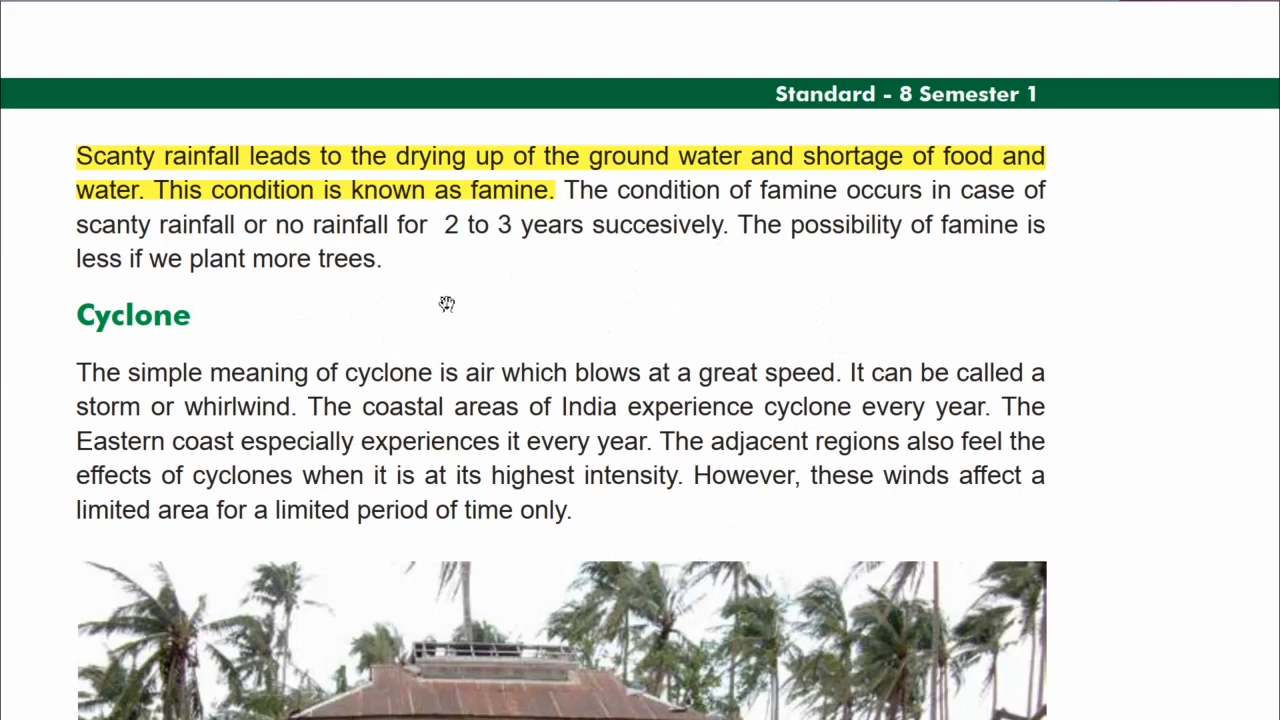 Standard - 8 Semester 1
Scanty rainfall leads to the drying up of the ground water and shortage of food and
water. This condition is known as famine. The condition of famine occurs in case of
scanty rainfall or no rainfall for 2 to 3 years succesively. The possibility of famine is
less if we plant more trees.
Cyclone
The simple meaning of cyclone is air which blows at a great speed. It can be called a
storm or whirlwind. The coastal areas of India experience cyclone every year. The
Eastern coast especially experiences it every year. The adjacent regions also feel the
effects of cyclones when it is at its highest intensity. However, these winds affect a
limited area for a limited period of time only.